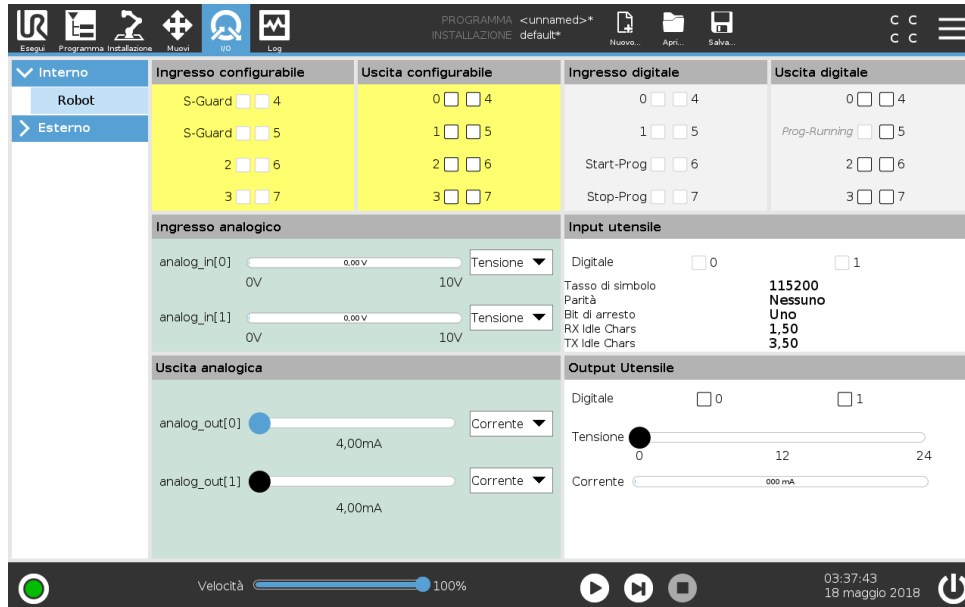 PROGRAMMA <unnamed>*
INSTALLAZIONE default*
C C
C C
Esegui Programma Installazione Muovi I/O Log Nuovo... Apri... Salva...
Interno
Robot
Esterno
Ingresso configurabile
S-Guard 4
S-Guard 5
2 6
3 7
Uscita configurabile
0 4
1 5
2 6
3 7
Ingresso digitale
0 4
1 5
Start-Prog 6
Stop-Prog 7
Uscita digitale
0 4
Prog-Running 5
2 6
3 7
Ingresso analogico
analog_in[0] 0,00 V Tensione
0V 10V
analog_in[1] 0,00 V Tensione
0V 10V
Input utensile
Digitale 0 1
Tasso di simbolo 115200
Parità Nessuno
Bit di arresto Uno
RX Idle Chars 1,50
TX Idle Chars 3,50
Uscita analogica
analog_out[0] Corrente
4,00mA
analog_out[1] Corrente
4,00mA
Output Utensile
Digitale 0 1
Tensione
0 12 24
Corrente 000 mA
Velocità 100%
03:37:43
18 maggio 2018